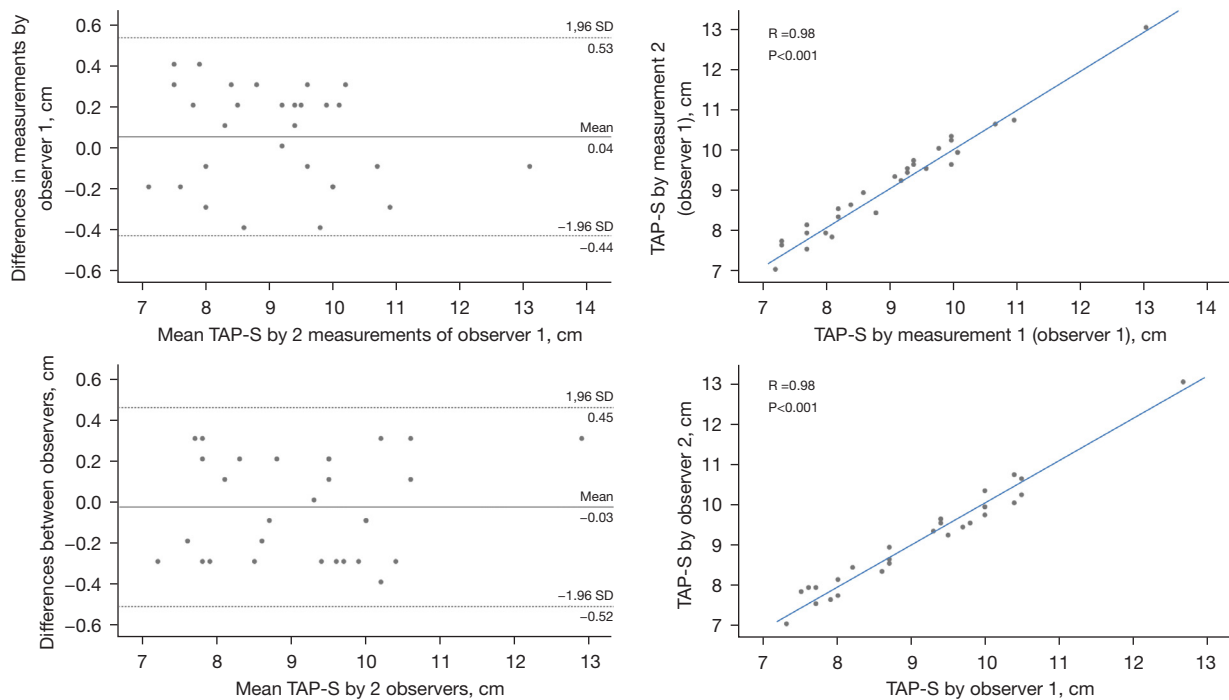 Differences in measurements by
observer 1, cm
0.6
0.4
0.2
0.0
−0.2
−0.4
−0.6
1,96 SD
0.53
Mean
0.04
−1.96 SD
−0.44
7 8 9 10 11 12 13 14
Mean TAP-S by 2 measurements of observer 1, cm
TAP-S by measurement 2
(observer 1), cm
13
12
11
10
9
8
7
R =0.98
P<0.001
7 8 9 10 11 12 13 14
TAP-S by measurement 1 (observer 1), cm
Differences between observers, cm
0.6
0.4
0.2
0.0
−0.2
−0.4
−0.6
1,96 SD
0.45
Mean
−0.03
−1.96 SD
−0.52
7 8 9 10 11 12 13
Mean TAP-S by 2 observers, cm
TAP-S by observer 2, cm
13
12
11
10
9
8
7
R =0.98
P<0.001
7 8 9 10 11 12 13
TAP-S by observer 1, cm